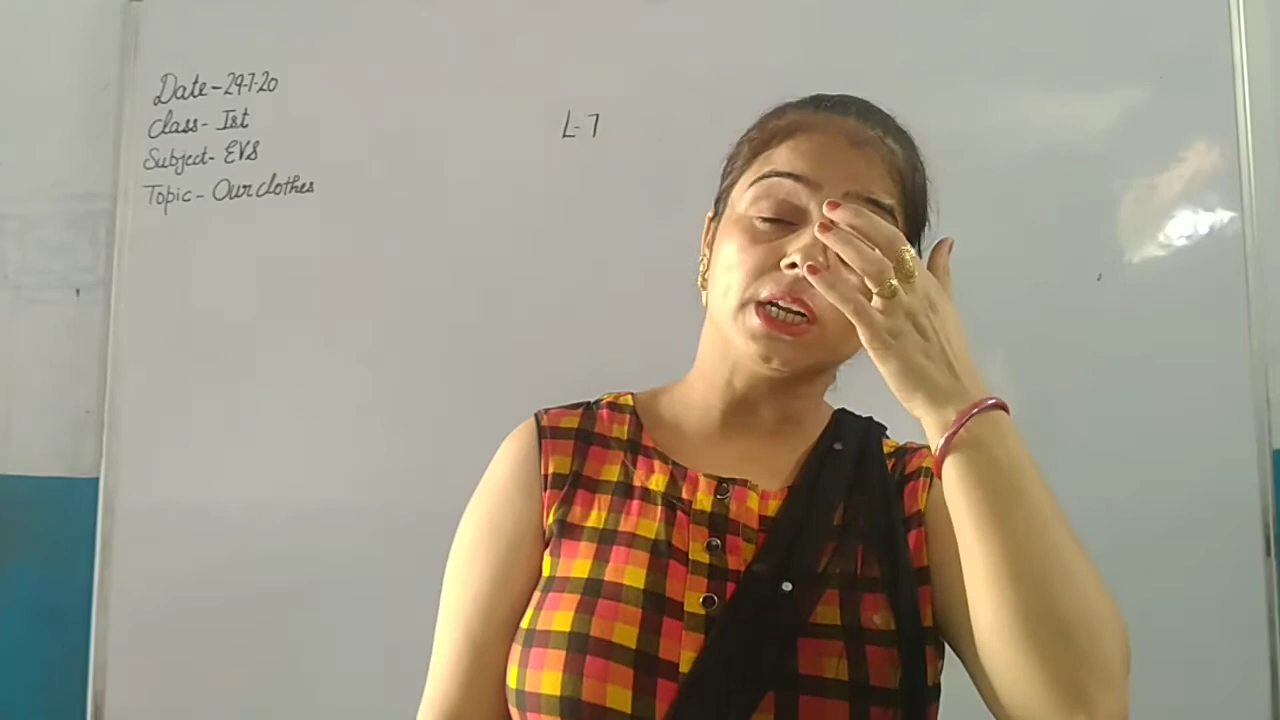 Date-29-7-20
Class- Ist
L-7
Subject- EVS
Topic- Our clothes